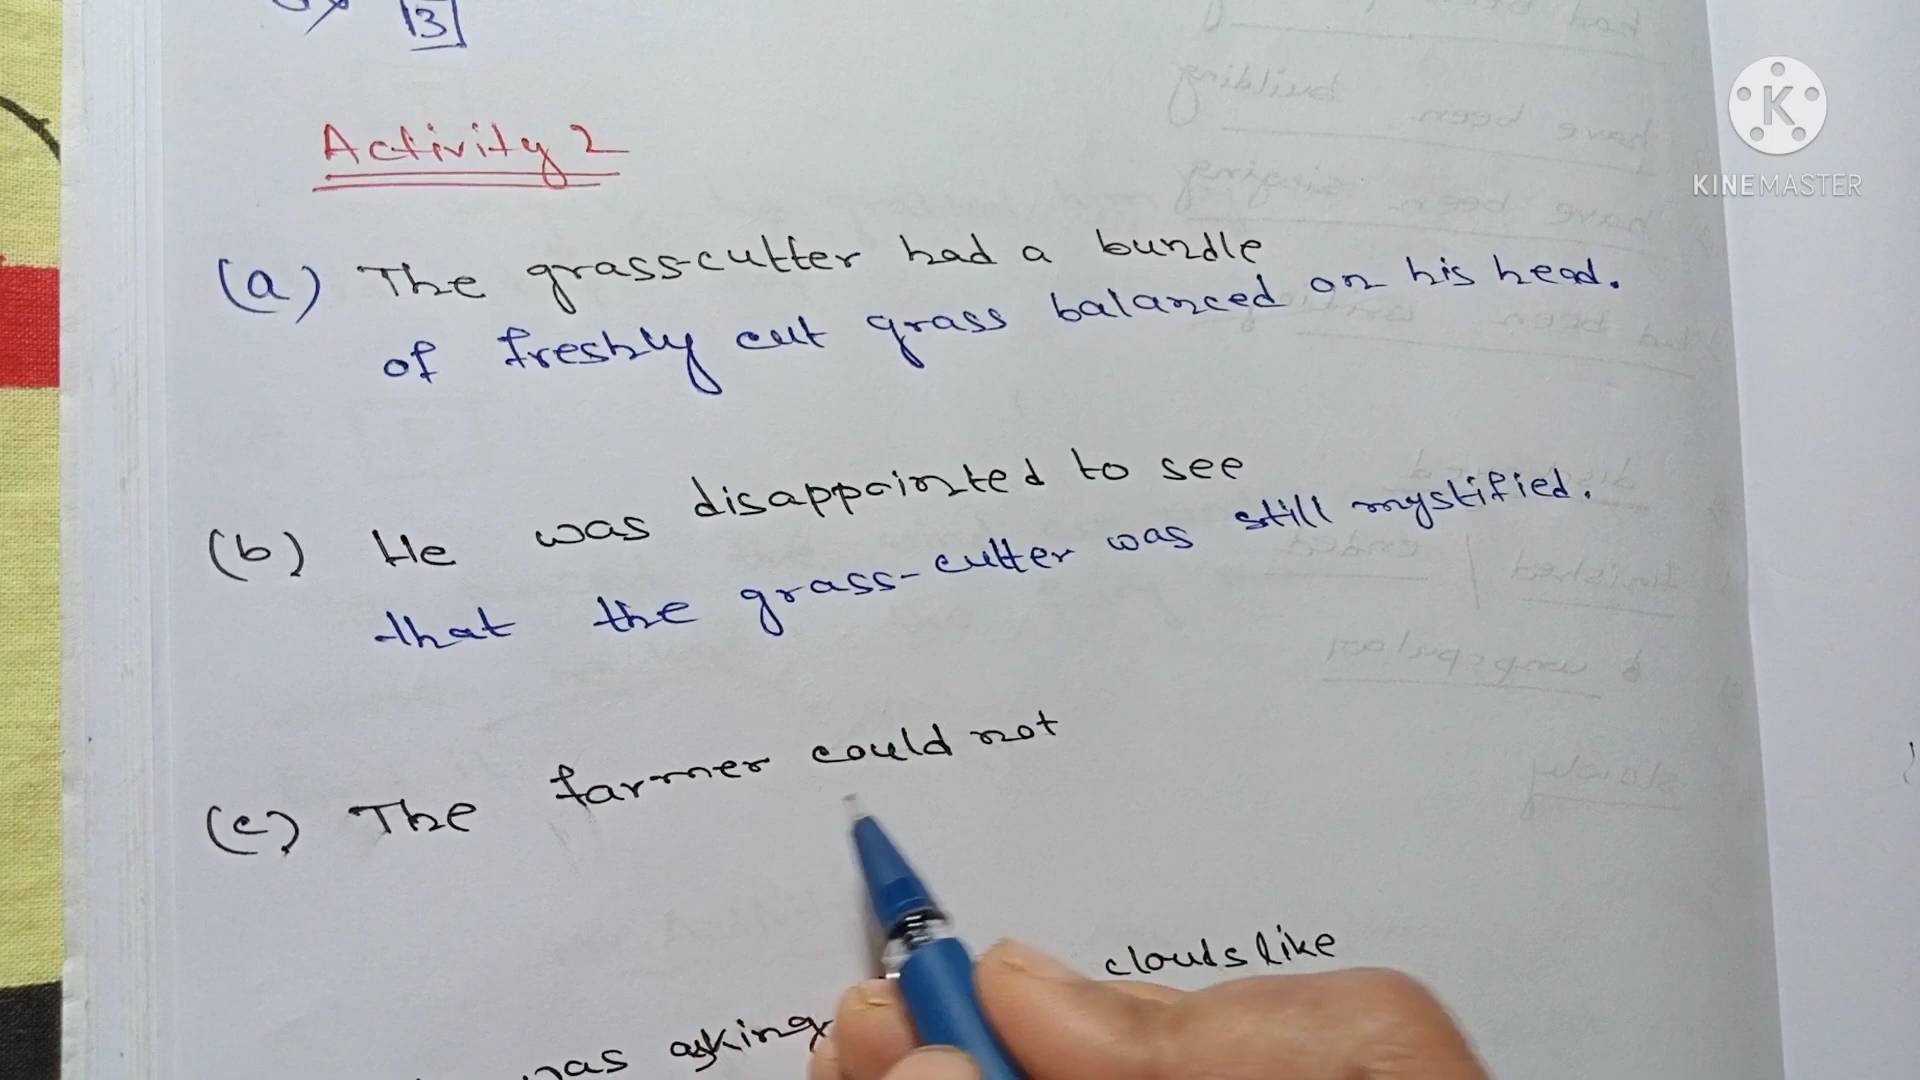 13
Activity 2
(a) The grass-cutter had a bundle
of freshly cut grass balanced on his head.
(b) He was disappointed to see
that the grass-cutter was still mystified.
(c) The farmer could not
clouds like
was asking
KINEMASTER